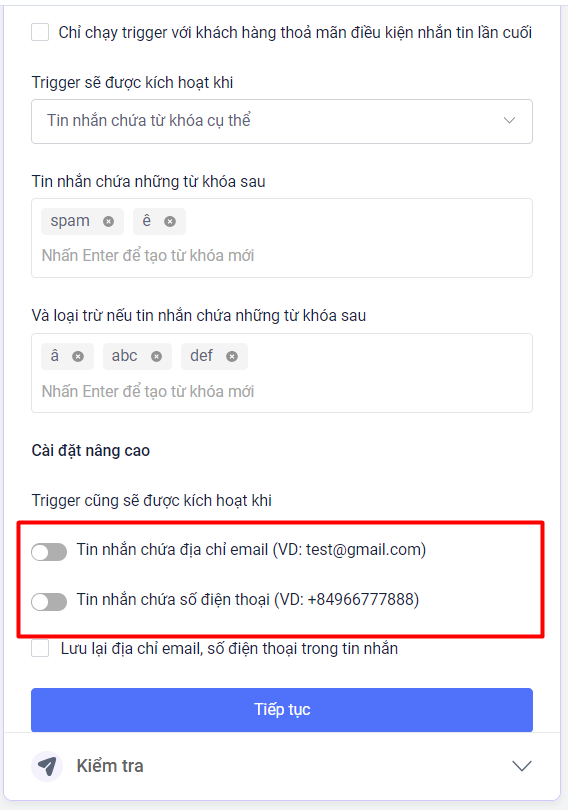 Chỉ chạy trigger với khách hàng thoả mãn điều kiện nhắn tin lần cuối
Trigger sẽ được kích hoạt khi
Tin nhắn chứa từ khóa cụ thể
Tin nhắn chứa những từ khóa sau
spam ê
Nhấn Enter để tạo từ khóa mới
Và loại trừ nếu tin nhắn chứa những từ khóa sau
â abc def
Nhấn Enter để tạo từ khóa mới
Cài đặt nâng cao
Trigger cũng sẽ được kích hoạt khi
Tin nhắn chứa địa chỉ email (VD: test@gmail.com)
Tin nhắn chứa số điện thoại (VD: +84966777888)
Lưu lại địa chỉ email, số điện thoại trong tin nhắn
Tiếp tục
Kiểm tra